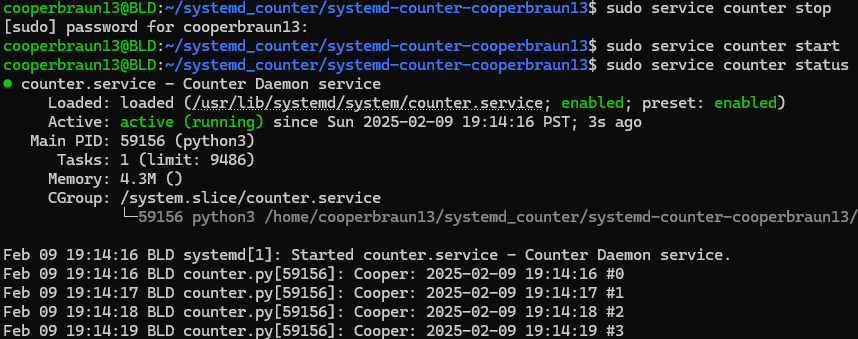 cooperbraun13@BLD:~/systemd_counter/systemd-counter-cooperbraun13$ sudo service counter stop
[sudo] password for cooperbraun13:
cooperbraun13@BLD:~/systemd_counter/systemd-counter-cooperbraun13$ sudo service counter start
cooperbraun13@BLD:~/systemd_counter/systemd-counter-cooperbraun13$ sudo service counter status
● counter.service - Counter Daemon service
     Loaded: loaded (/usr/lib/systemd/system/counter.service; enabled; preset: enabled)
     Active: active (running) since Sun 2025-02-09 19:14:16 PST; 3s ago
   Main PID: 59156 (python3)
      Tasks: 1 (limit: 9486)
     Memory: 4.3M ()
     CGroup: /system.slice/counter.service
             └─59156 python3 /home/cooperbraun13/systemd_counter/systemd-counter-cooperbraun13/

Feb 09 19:14:16 BLD systemd[1]: Started counter.service - Counter Daemon service.
Feb 09 19:14:16 BLD counter.py[59156]: Cooper: 2025-02-09 19:14:16 #0
Feb 09 19:14:17 BLD counter.py[59156]: Cooper: 2025-02-09 19:14:17 #1
Feb 09 19:14:18 BLD counter.py[59156]: Cooper: 2025-02-09 19:14:18 #2
Feb 09 19:14:19 BLD counter.py[59156]: Cooper: 2025-02-09 19:14:19 #3